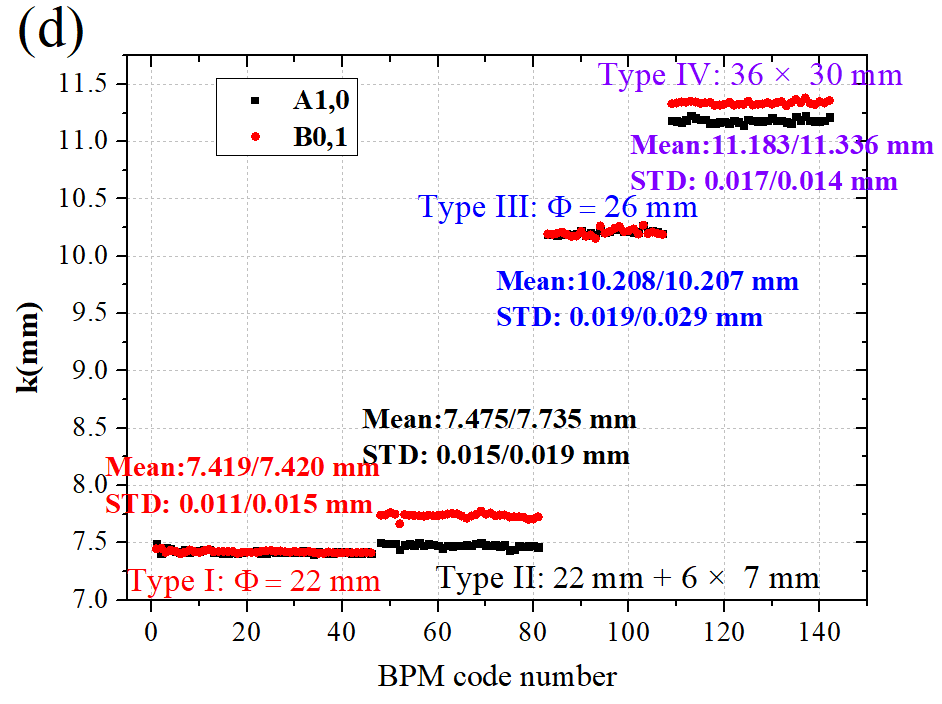 (d)
A1,0
B0,1
Type IV: 36 × 30 mm
Mean:11.183/11.336 mm
STD: 0.017/0.014 mm
Type III: Φ = 26 mm
Mean:10.208/10.207 mm
STD: 0.019/0.029 mm
Mean:7.475/7.735 mm
STD: 0.015/0.019 mm
Mean:7.419/7.420 mm
STD: 0.011/0.015 mm
Type I: Φ = 22 mm
Type II: 22 mm + 6 × 7 mm
11.5
11.0
10.5
10.0
9.5
9.0
8.5
8.0
7.5
7.0
k(mm)
0 20 40 60 80 100 120 140
BPM code number